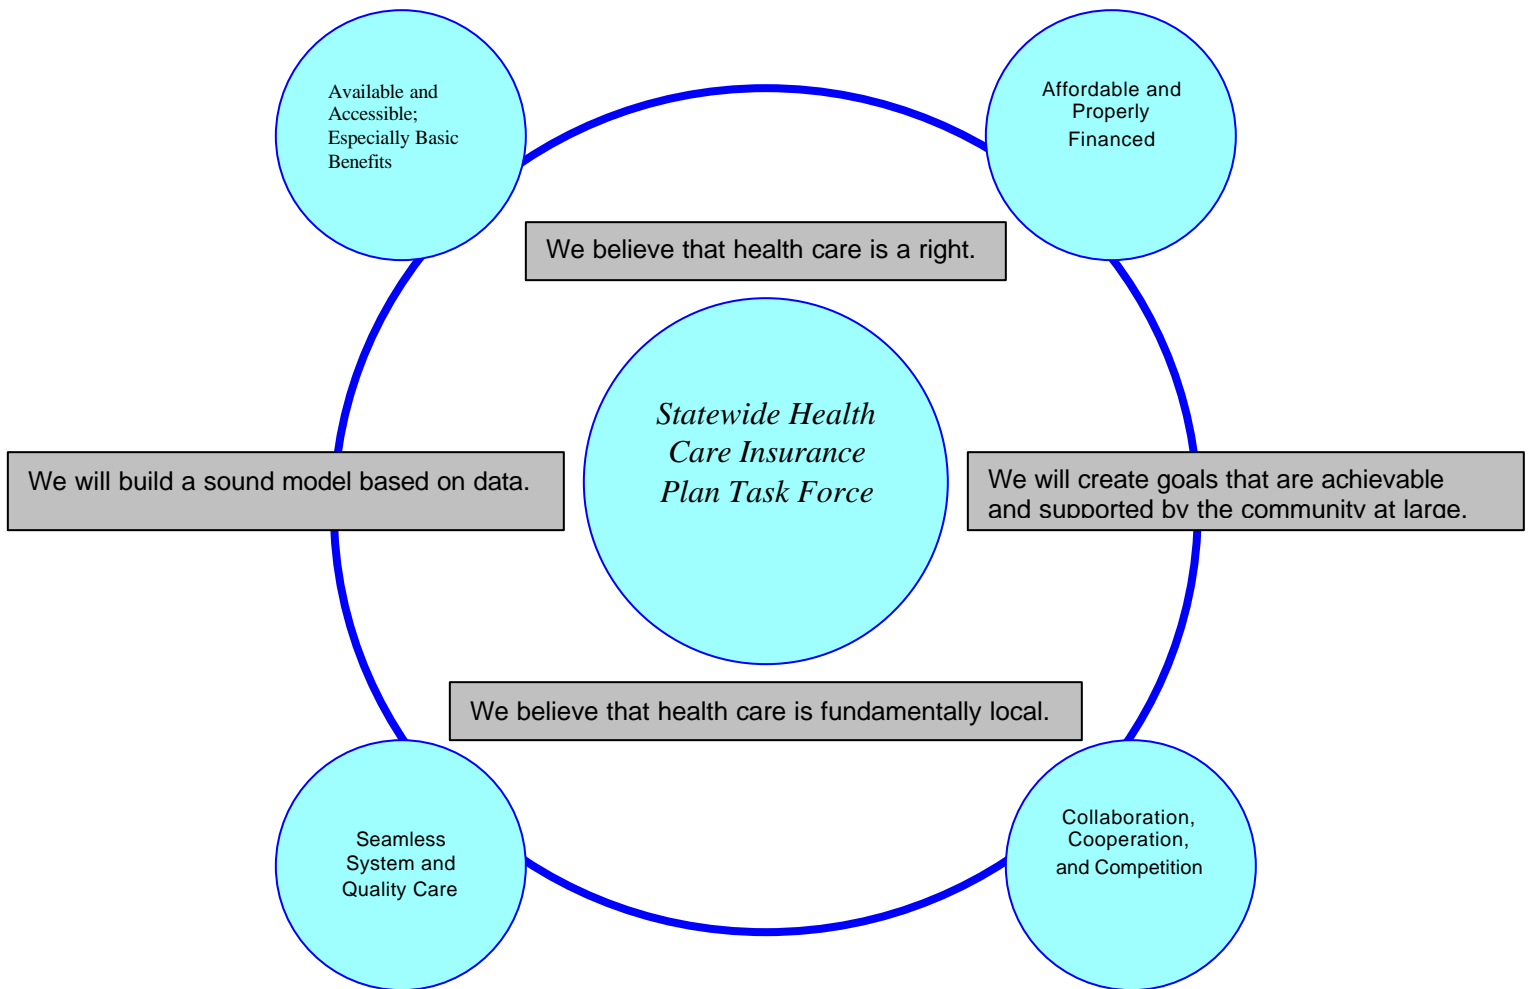 Available and
Accessible;
Especially Basic
Benefits
Affordable and
Properly
Financed
We believe that health care is a right.
Statewide Health
Care Insurance
Plan Task Force
We will build a sound model based on data.
We will create goals that are achievable
and supported by the community at large.
We believe that health care is fundamentally local.
Seamless
System and
Quality Care
Collaboration,
Cooperation,
and Competition